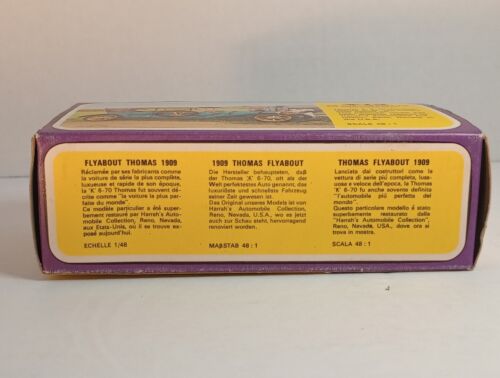 SCALE 48 : 1
FLYABOUT THOMAS 1909
Réclamée par ses fabricants comme
la voiture de série la plus complète,
luxueuse et rapide de son époque,
la 'K' 6-70 Thomas fut souvent dé-
crite comme "la voiture la plus par-
faite du monde".
Ce modèle particulier a été super-
bement restauré par Harrah's Auto-
mobile Collection, Reno, Nevada,
aux Etats-Unis, où il se trouve ex-
posé aujourd'hui.
ECHELLE 1/48
1909 THOMAS FLYABOUT
Die Hersteller behaupteten, daß
der Thomas 'K' 6-70, oft als der
Welt perfektestes Auto genannt, das
luxuriöste und schnellste Fahrzeug
seiner Zeit gewesen ist.
Das Original unseres Models ist von
Harrah's Automobile Collection,
Reno, Nevada, U.S.A., wo es jetzt
auch zur Schau steht, hervorragend
renoviert worden.
MAßSTAB 48 : 1
THOMAS FLYABOUT 1909
Lanciata dai costruttori come la
vettura di serie più completa, lus-
suosa e veloce dell'epoca, la Thomas
'K' 6-70 fu anche sovente definita
"l'automobile più perfetta del
mondo".
Questo particolare modello é stato
superbamente restaurato dalla
"Harrah's Automobile Collection",
Reno, Nevada, USA., dove ora si
trova in mostra.
SCALA 48 : 1